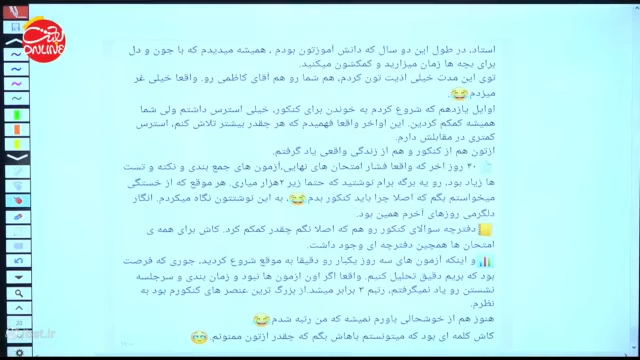 ONLINE
استاد، در طول این دو سال که دانش آموزتون بودم ، همیشه میدیدم که با جون و دل
برای بچه ها زمان میزارید و کمکشون میکنید.
توی این مدت خیلی اذیت تون کردم، هم شما رو هم آقای کاظمی رو. واقعا خیلی غر
میزدم😂.
اوایل یازدهم که شروع کردم به خوندن برای کنکور، خیلی استرس داشتم ولی شما
همیشه کمکم کردین. این اواخر واقعا فهمیدم که هر چقدر بیشتر تلاش کنم، استرس
کمتری در مقابلش دارم.
ازتون هم از کنکور و هم از زندگی واقعی یاد گرفتم.
۳۰ روز اخر که واقعا فشار امتحان های نهایی،ازمون های جمع بندی و نکته و تست
ها زیاد بود، رو یه برگه برام نوشتید که حتما زیر ۲هزار میاری. هر موقع که از خستگی
میخواستم بگم که اصلا چرا باید کنکور بدم😂، به این نوشتتون نگاه میکردم. انگار
دلگرمی روزهای آخرم همین بود.
📒دفترچه سوالای کنکور رو هم که اصلا نگم چقدر کمکم کرد. کاش برای همه ی
امتحان ها همچین دفترچه ای وجود داشت.
📊و اینکه آزمون های سه روز یکبار رو دقیقا به موقع شروع کردید، جوری که فرصت
بود که بریم دقیق تحلیل کنیم. واقعا اگر اون ازمون ها نبود و زمان بندی و سرجلسه
نشستن رو یاد نمیگرفتم، رتبم ۳ برابر میشد.از بزرگ ترین عنصر های کنکورم بود به
نظرم.
هنوز هم از خوشحالی باورم نمیشه که من رتبه شدم😂
کاش کلمه ای بود که میتونستم باهاش بگم که چقدر ازتون ممنونم.🥹